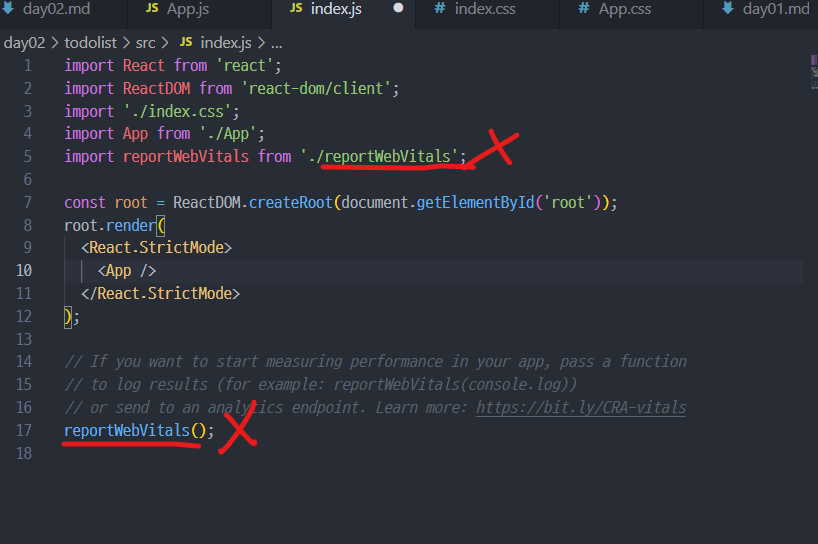 day02.md JS App.js JS index.js # index.css # App.css day01.md
day02 > todolist > src > JS index.js > ...
1 import React from 'react';
2 import ReactDOM from 'react-dom/client';
3 import './index.css';
4 import App from './App';
5 import reportWebVitals from './reportWebVitals';
6
7 const root = ReactDOM.createRoot(document.getElementById('root'));
8 root.render(
9 <React.StrictMode>
10 <App />
11 </React.StrictMode>
12 );
13
14 // If you want to start measuring performance in your app, pass a function
15 // to log results (for example: reportWebVitals(console.log))
16 // or send to an analytics endpoint. Learn more: https://bit.ly/CRA-vitals
17 reportWebVitals();
18